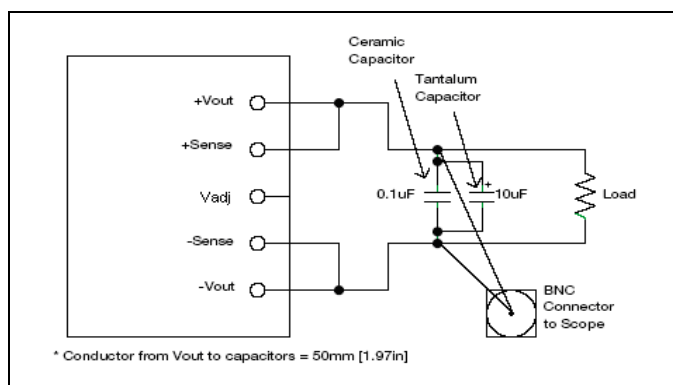 Ceramic
Capacitor
Tantalum
Capacitor
+Vout
+Sense
Vadj
-Sense
-Vout
0.1uF
+
10uF
Load
BNC
Connector
to Scope
* Conductor from Vout to capacitors = 50mm [1.97in]